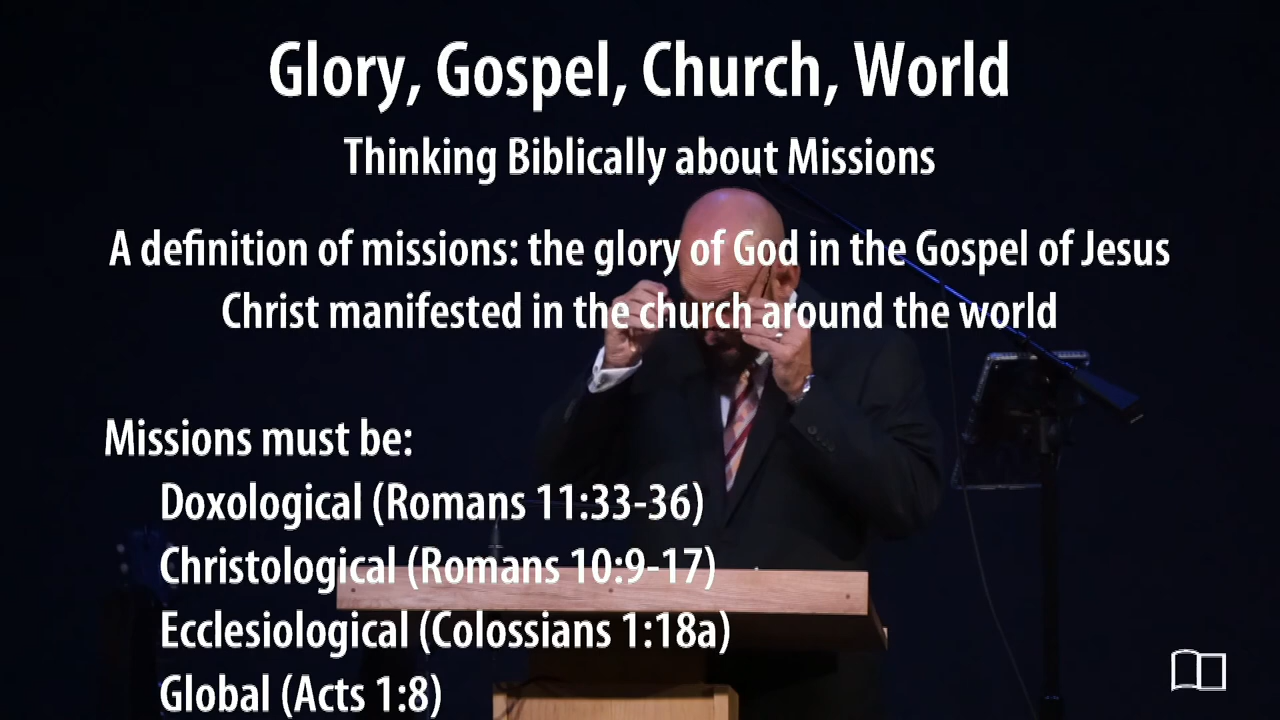 Glory, Gospel, Church, World
Thinking Biblically about Missions
A definition of missions: the glory of God in the Gospel of Jesus
Christ manifested in the church around the world
Missions must be:
Doxological (Romans 11:33-36)
Christological (Romans 10:9-17)
Ecclesiological (Colossians 1:18a)
Global (Acts 1:8)